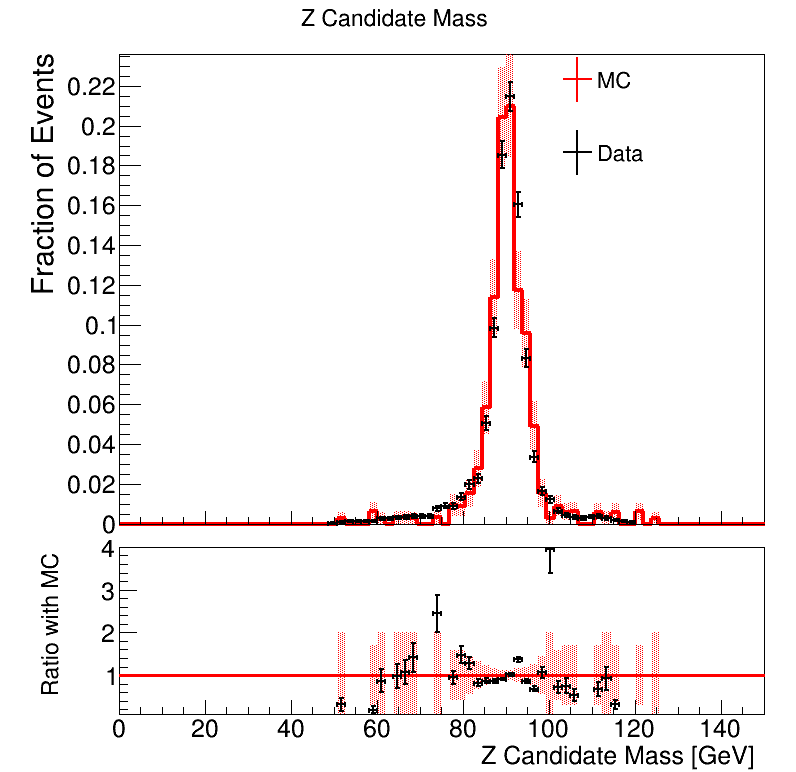 Z Candidate Mass
Fraction of Events
0.22
0.2
0.18
0.16
0.14
0.12
0.1
0.08
0.06
0.04
0.02
0
MC
Data
Ratio with MC
4
3
2
1
0 20 40 60 80 100 120 140
Z Candidate Mass [GeV]